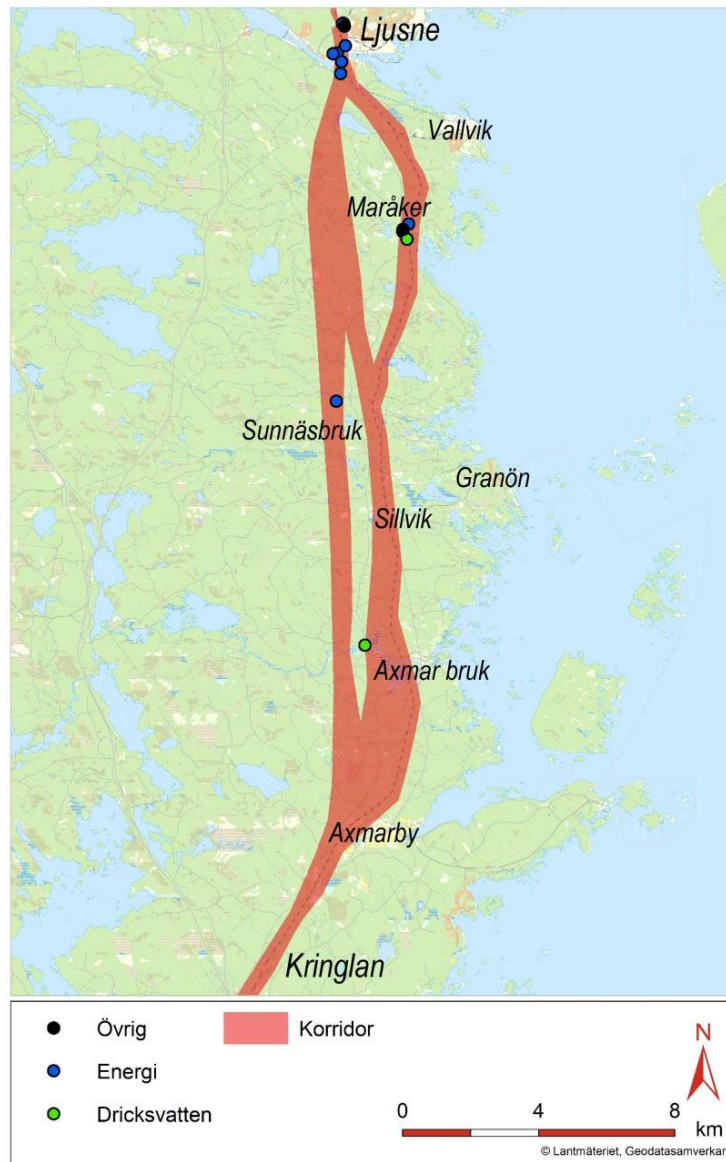 Ljusne
Vallvik
Maråker
Sunnäsbruk
Granön
Sillvik
Axmar bruk
Axmarby
Kringlan
Övrig
Korridor
Energi
Dricksvatten
N
0 4 8
km
© Lantmäteriet, Geodatasamverkan